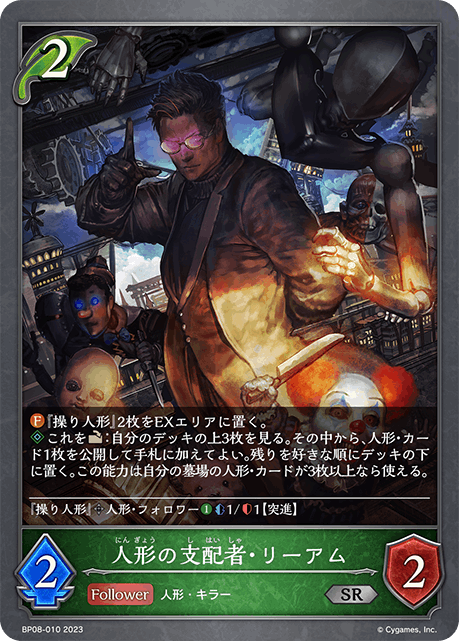 2
Ⓕ『操り人形』2枚をEXエリアに置く。
これを:自分のデッキの上3枚を見る。その中から、人形・カー
ド1枚を公開して手札に加えてよい。残りを好きな順にデッキの下
に置く。この能力は自分の墓場の人形・カードが3枚以上なら使える。
『操り人形』人形・フォロワー 1 1/1【突進】
にんぎょう しはいしゃ
人形の支配者・リーアム
2
Follower 人形・キラー SR
2
BP08-010 2023 © Cygames, Inc.